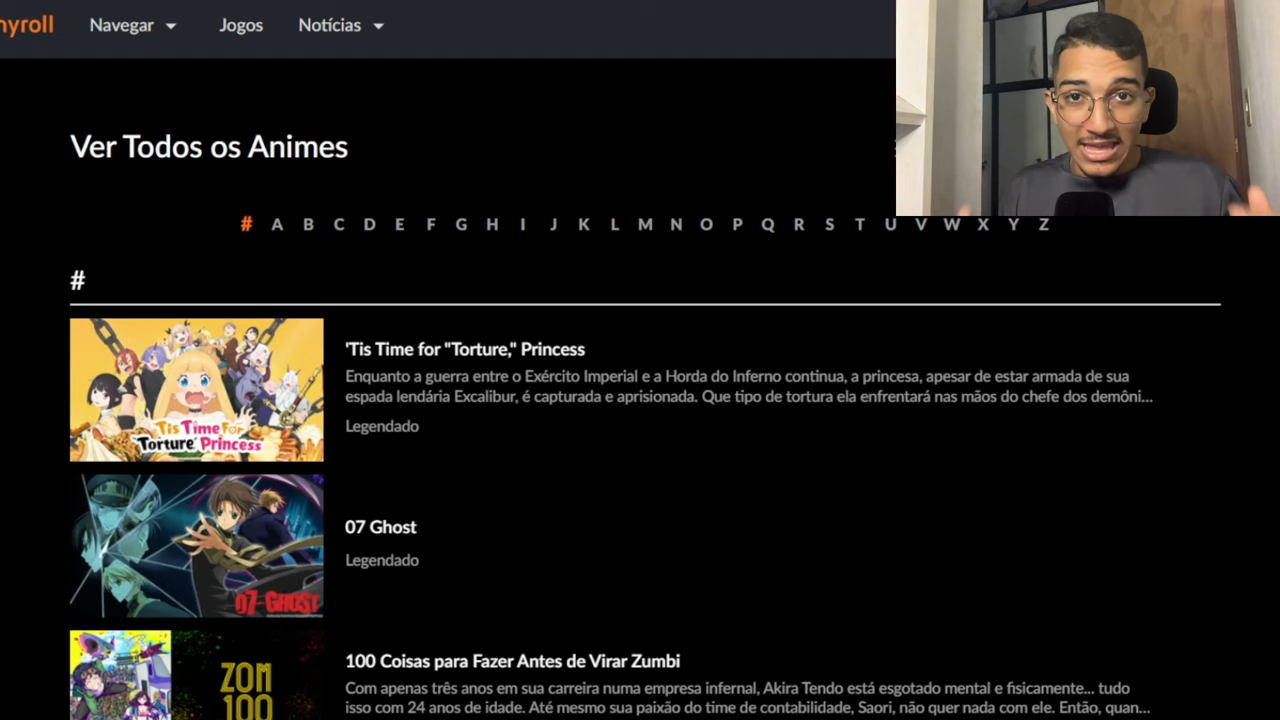 nyroll
Navegar
Jogos
Notícias
Ver Todos os Animes
# A B C D E F G H I J K L M N O P Q R S T U V W X Y Z
#
'Tis Time for "Torture," Princess
Enquanto a guerra entre o Exército Imperial e a Horda do Inferno continua, a princesa, apesar de estar armada de sua
espada lendária Excalibur, é capturada e aprisionada. Que tipo de tortura ela enfrentará nas mãos do chefe dos demôni...
Legendado
'Tis Time For
"Torture" Princess
07 Ghost
Legendado
07-GHOST
100 Coisas para Fazer Antes de Virar Zumbi
Com apenas três anos em sua carreira numa empresa infernal, Akira Tendo está esgotado mental e fisicamente... tudo
isso com 24 anos de idade. Até mesmo sua paixão do time de contabilidade, Saori, não quer nada com ele. Então, quan...
ZOM
100